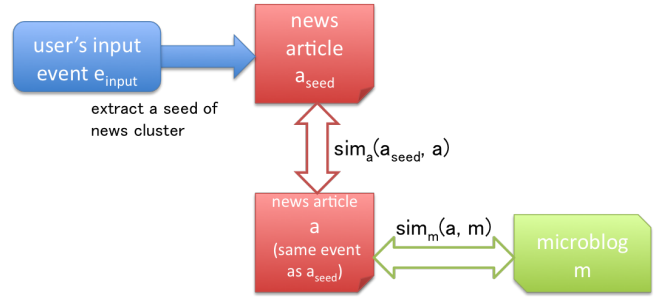 user's input
event e_input
extract a seed of
news cluster
news
article
a_seed
sim_a(a_seed, a)
news article
a
(same event
as a_seed)
sim_m(a, m)
microblog
m